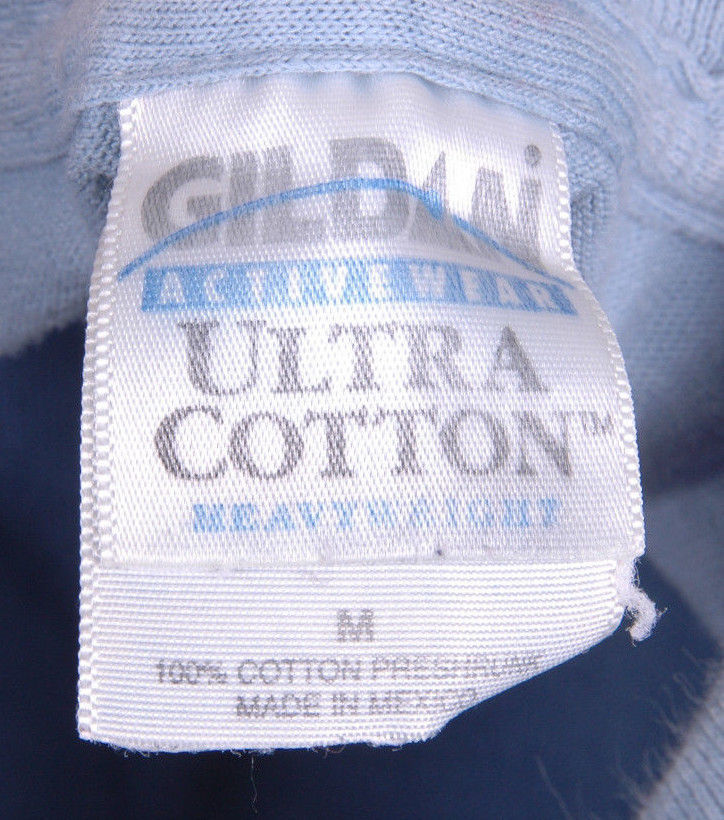 GILDAN
ACTIVEWEAR
ULTRA
COTTON™
HEAVYWEIGHT
M
100% COTTON PRESHRUNK
MADE IN MEXICO